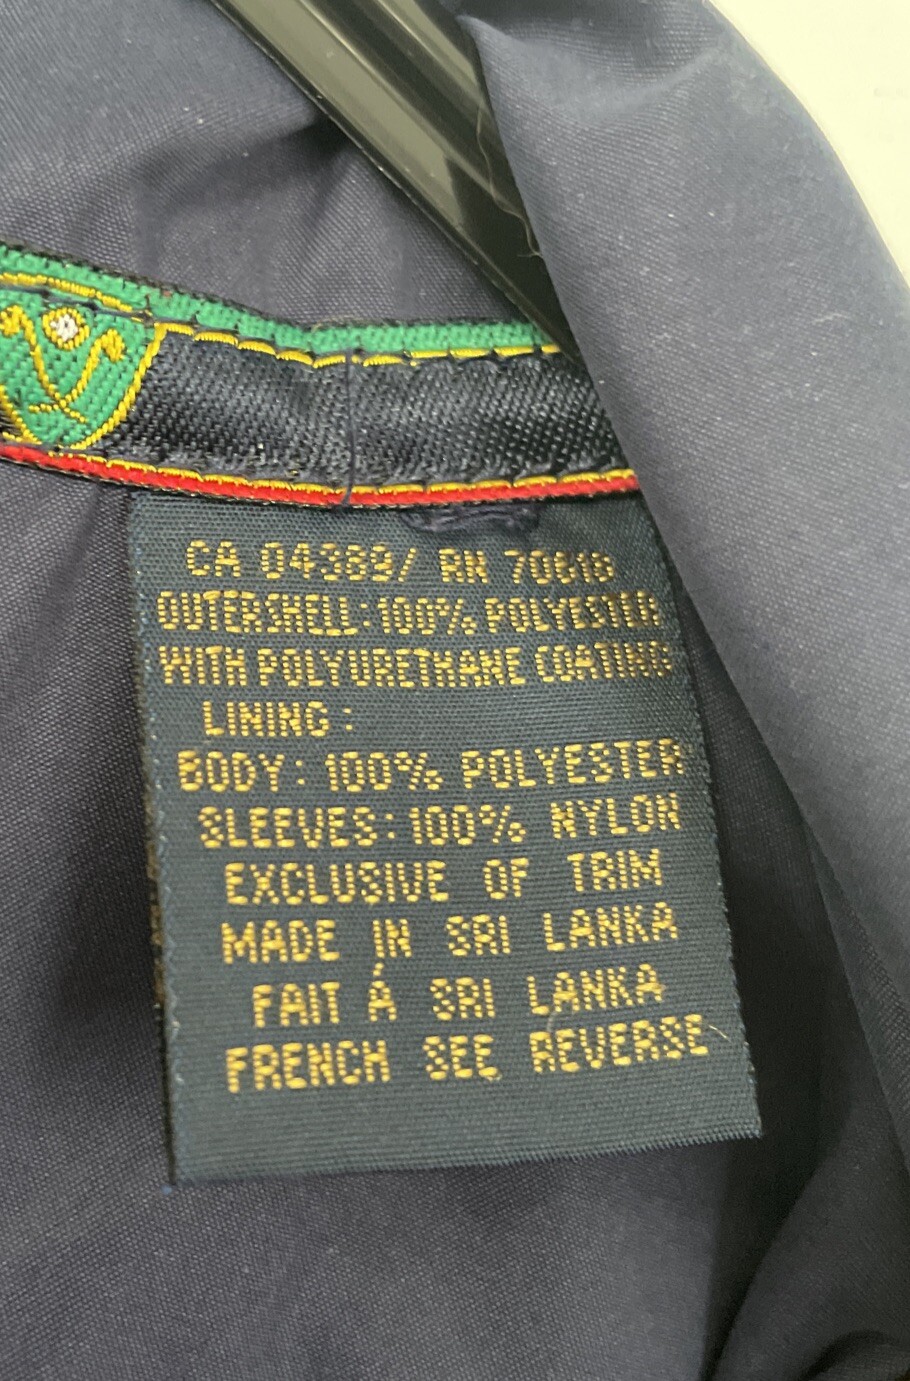 CA 04389/ RN 70818
OUTERSHELL: 100% POLYESTER
WITH POLYURETHANE COATING
LINING :
BODY: 100% POLYESTER
SLEEVES: 100% NYLON
EXCLUSIVE OF TRIM
MADE IN SRI LANKA
FAIT Á SRI LANKA
FRENCH SEE REVERSE